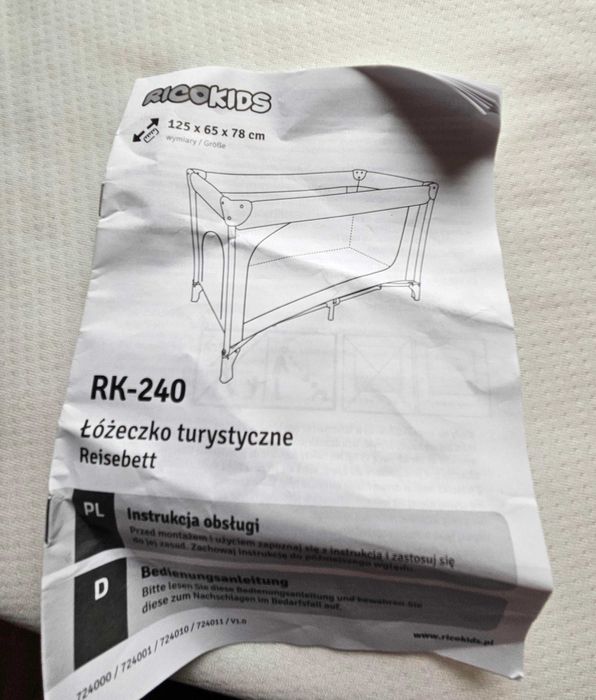 RICOKIDS
125 x 65 x 78 cm
wymiary / Größe
RK-240
Łóżeczko turystyczne
Reisebett
PL
Instrukcja obsługi
Przed montażem i użyciem zapoznaj się z instrukcją i zastosuj się
do jej zasad. Zachowaj instrukcję do późniejszego wglądu.
D
Bedienungsanleitung
Bitte lesen Sie diese Bedienungsanleitung und bewahren Sie
diese zum Nachschlagen im Bedarfsfall auf.
724000 / 724001 / 724010 / 724011 / V1.0
www.ricokids.pl